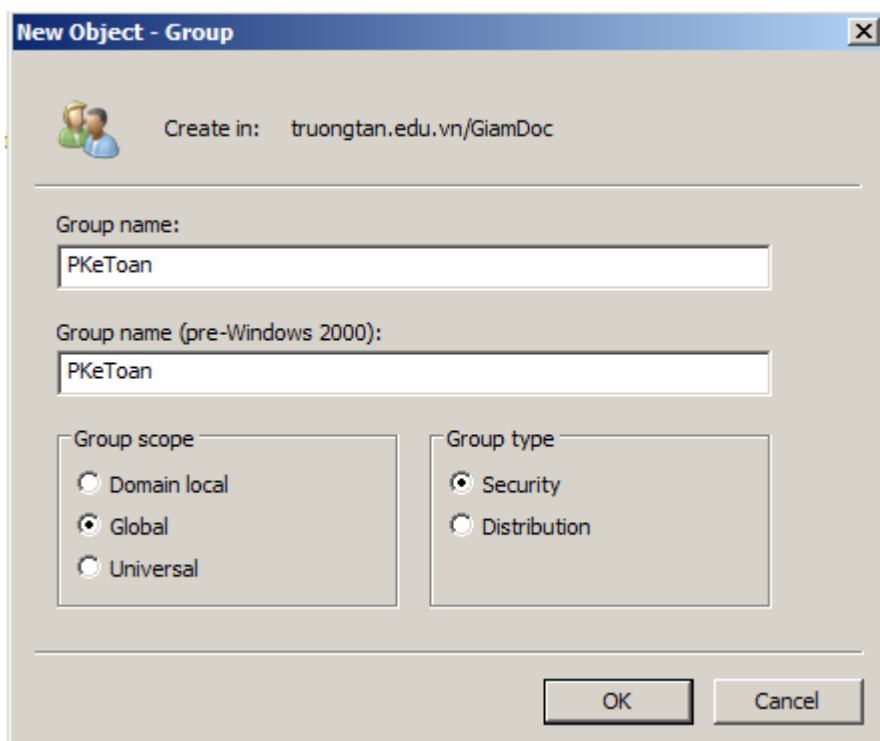 New Object - Group
Create in: truongtan.edu.vn/GiamDoc
Group name:
PKeToan
Group name (pre-Windows 2000):
PKeToan
Group scope
Domain local
Global
Universal
Group type
Security
Distribution
OK
Cancel